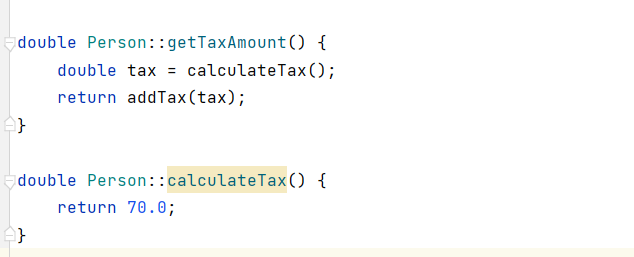 double Person::getTaxAmount() {
    double tax = calculateTax();
    return addTax(tax);
}
double Person::calculateTax() {
    return 70.0;
}